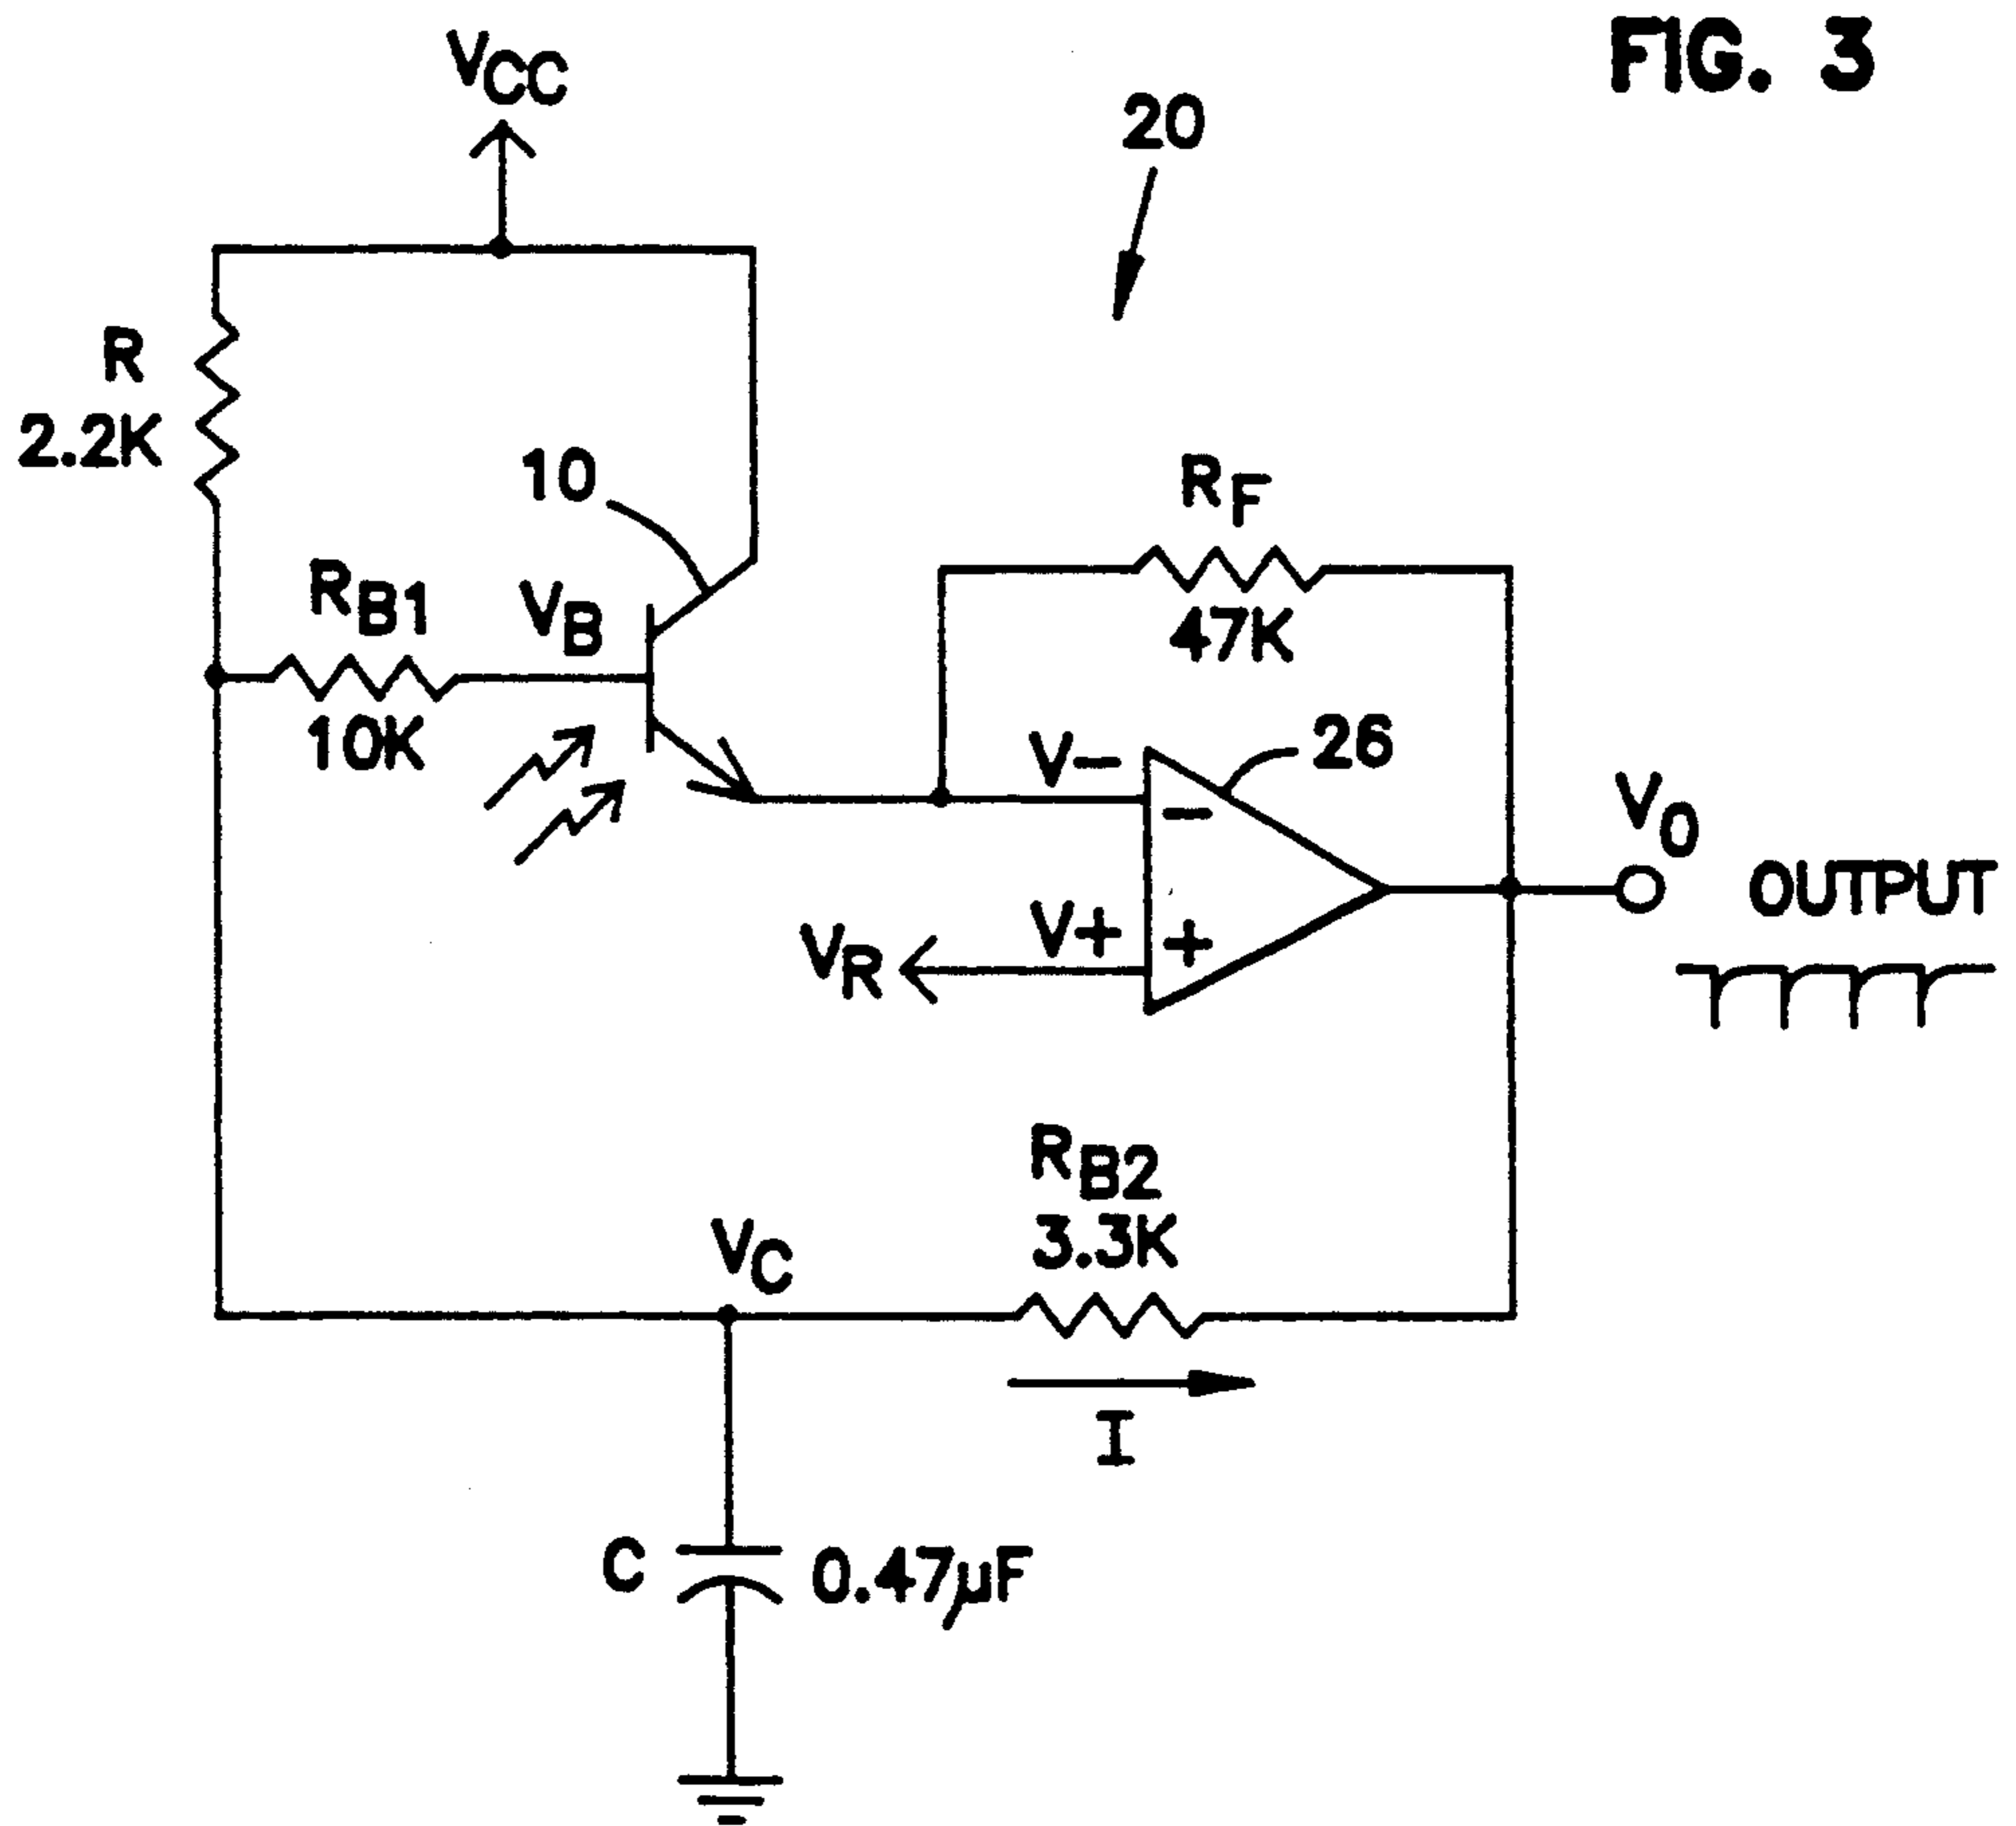 FIG. 3
VCC
20
R
2.2K
10
RF
47K
RB1
10K
VB
V-
26
VO
OUTPUT
-
V+
+
VR
RB2
3.3K
VC
I
C
0.47µF